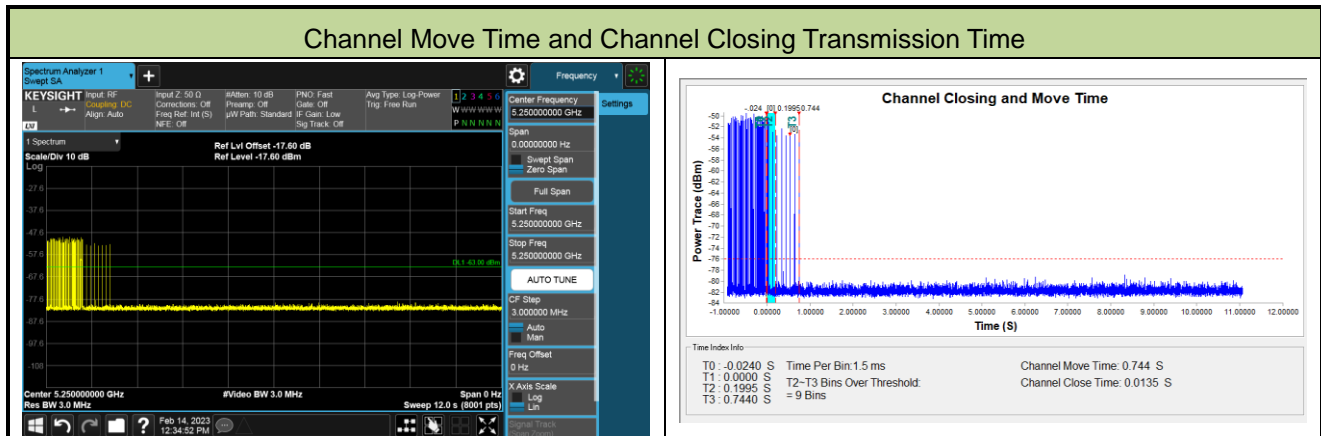 Channel Move Time and Channel Closing Transmission Time
Spectrum Analyzer 1
Swept SA
+
Frequency
Settings
KEYSIGHT
L
Input: RF
Coupling: DC
Align: Auto
Input Z: 50 Ω
Corrections: Off
Freq Ref: Int (S)
NFE: Off
#Atten: 10 dB
Preamp: Off
µW Path: Standard
PNO: Fast
Gate: Off
IF Gain: Low
Sig Track: Off
Avg Type: Log-Power
Trig: Free Run
1 2 3 4 5 6
W W W W W W
P N N N N N
1 Spectrum
Scale/Div 10 dB
Log
Ref Lvl Offset -17.60 dB
Ref Level -17.60 dBm
-27.6
-37.6
-47.6
-57.6
-67.6
-77.6
-87.6
-97.6
-108
DL1 -63.00 dBm
Center 5.250000000 GHz
Res BW 3.0 MHz
#Video BW 3.0 MHz
Span 0 Hz
Sweep 12.0 s (8001 pts)
Center Frequency
5.250000000 GHz
Span
0.00000000 Hz
Swept Span
Zero Span
Full Span
Start Freq
5.250000000 GHz
Stop Freq
5.250000000 GHz
AUTO TUNE
CF Step
3.000000 MHz
Auto
Man
Freq Offset
0 Hz
X Axis Scale
Log
Lin
Signal Track
(Span Zoom)
?
Feb 14, 2023
12:34:52 PM
Channel Closing and Move Time
-.024 [0] 0.1995 0.744
T2
T3
Power Trace (dBm)
-50
-52
-54
-56
-58
-60
-62
-64
-66
-68
-70
-72
-74
-76
-78
-80
-82
-84
-1.00000 0.00000 1.00000 2.00000 3.00000 4.00000 5.00000 6.00000 7.00000 8.00000 9.00000 10.00000 11.00000 12.00000
Time (S)
Time Index Info
T0 : -0.0240 S
T1 : 0.0000 S
T2 : 0.1995 S
T3 : 0.7440 S
Time Per Bin:1.5 ms
T2~T3 Bins Over Threshold:
= 9 Bins
Channel Move Time: 0.744 S
Channel Close Time: 0.0135 S